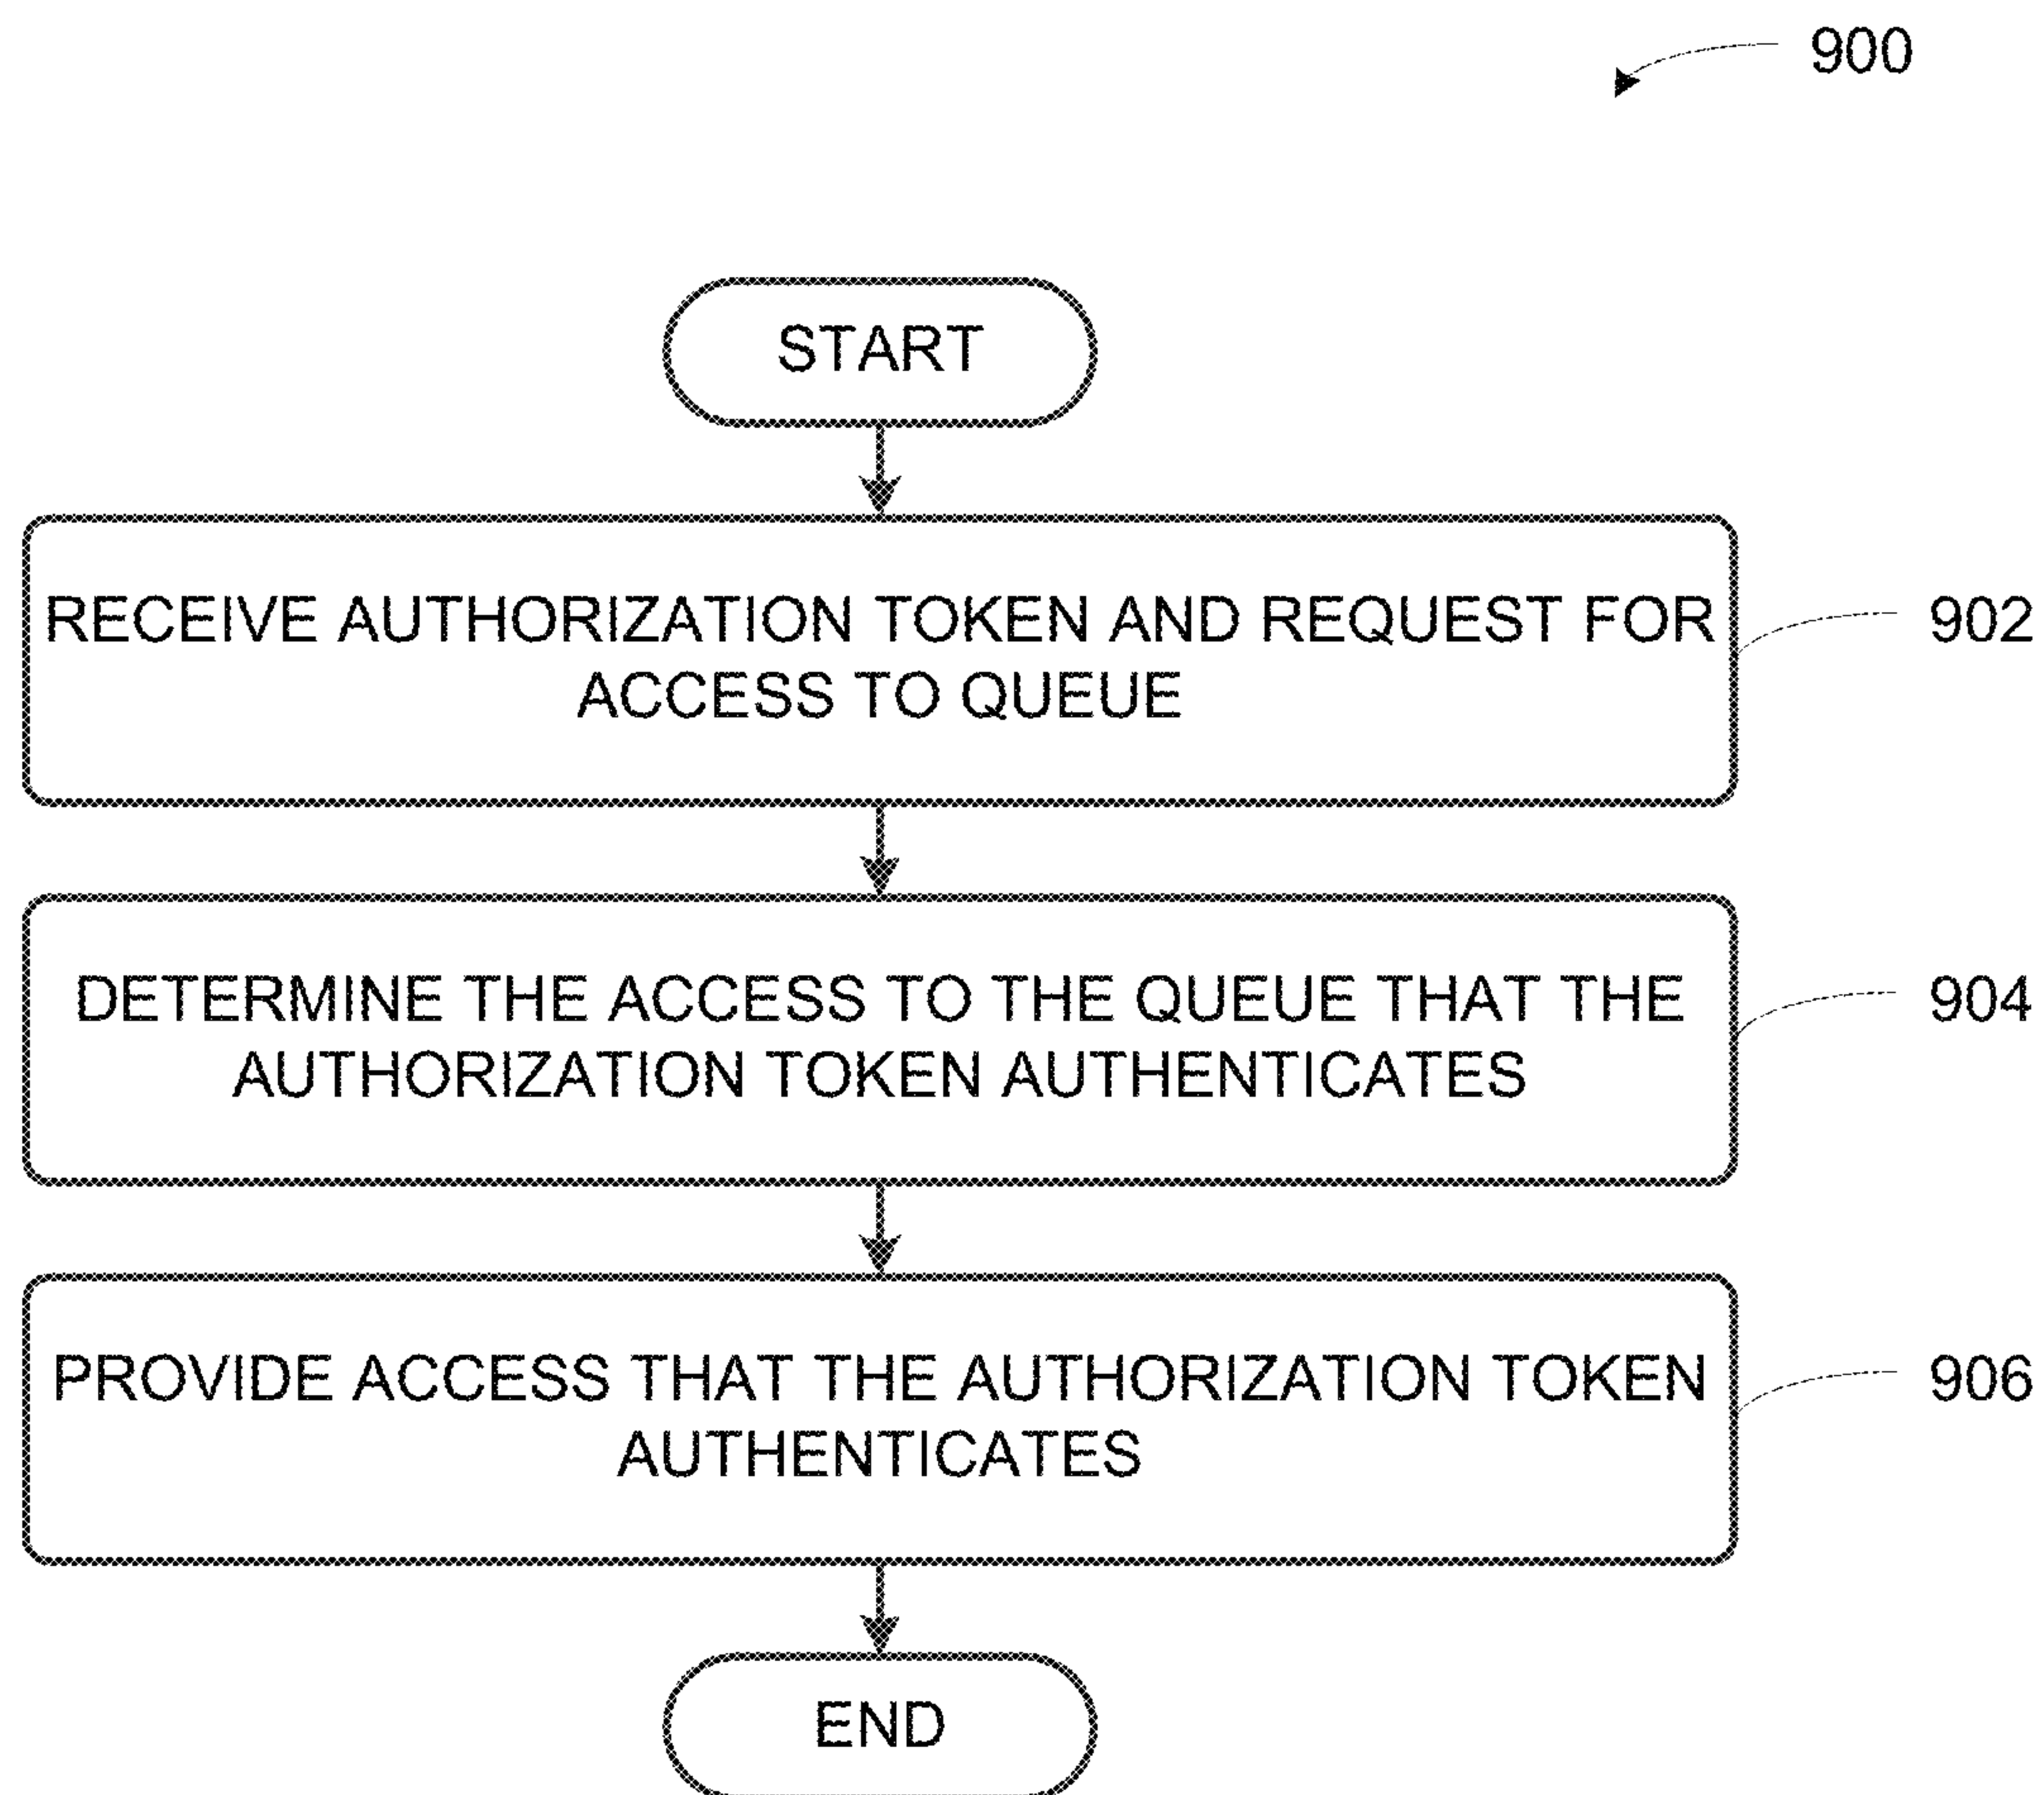 900
START
RECEIVE AUTHORIZATION TOKEN AND REQUEST FOR
ACCESS TO QUEUE
902
DETERMINE THE ACCESS TO THE QUEUE THAT THE
AUTHORIZATION TOKEN AUTHENTICATES
904
PROVIDE ACCESS THAT THE AUTHORIZATION TOKEN
AUTHENTICATES
906
END